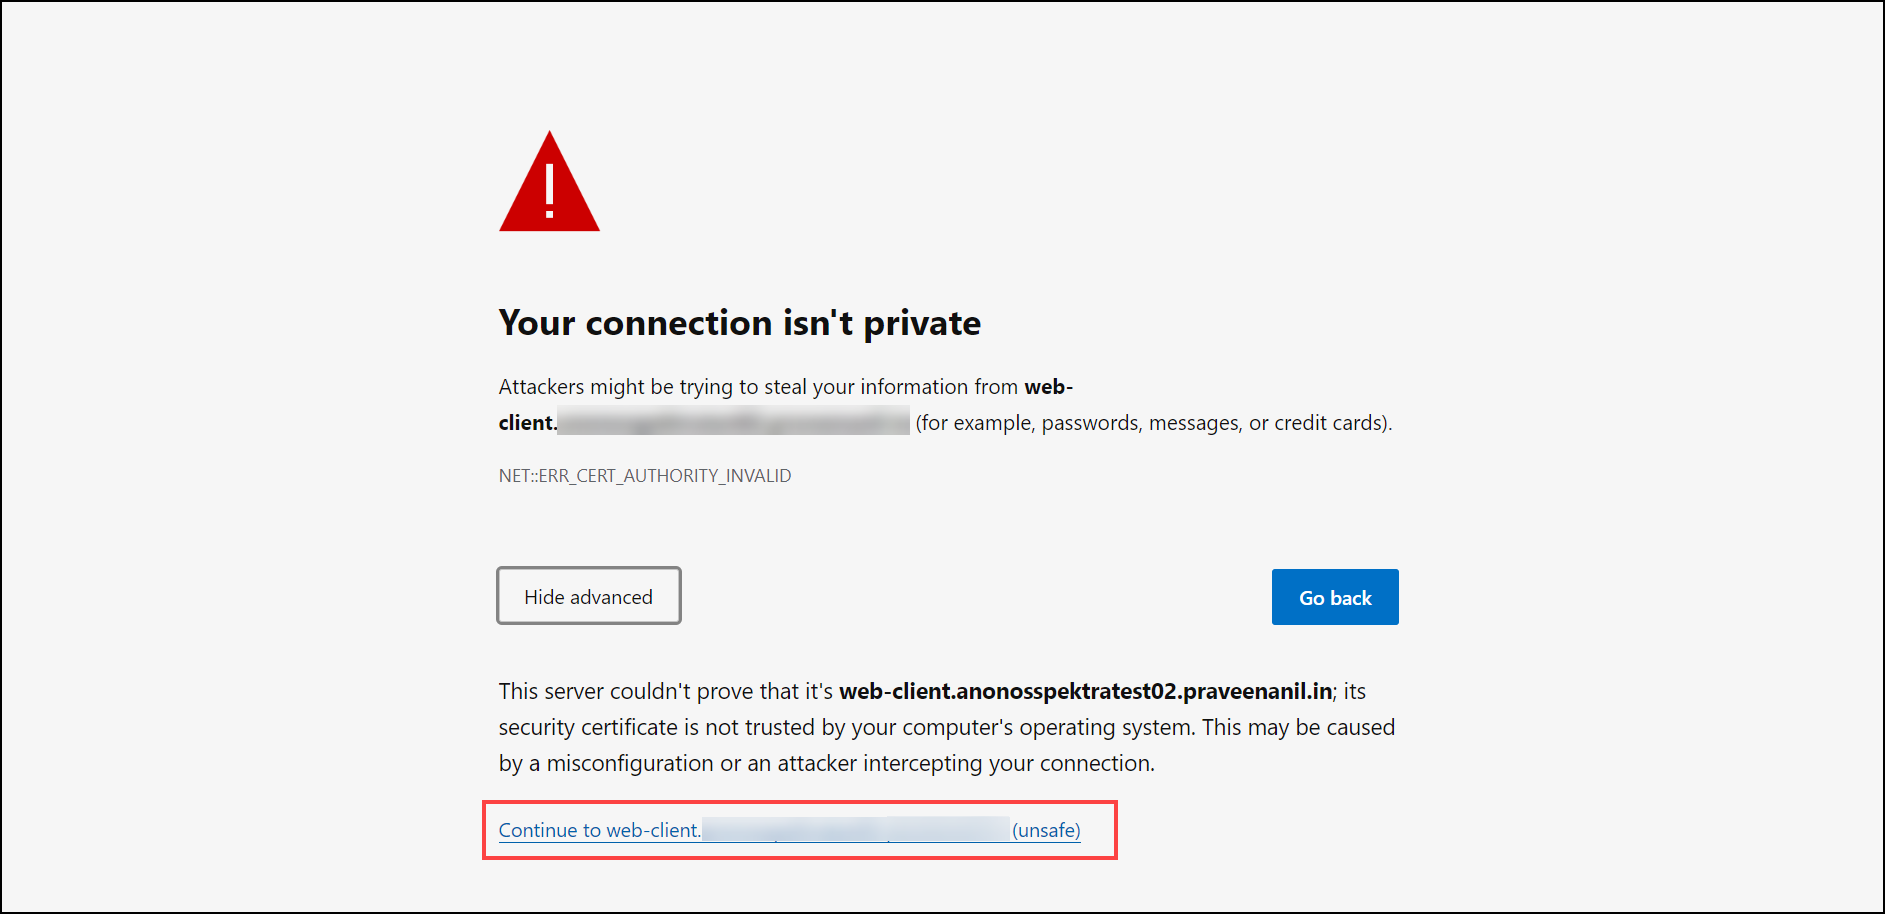 Your connection isn't private
Attackers might be trying to steal your information from web-
client. (for example, passwords, messages, or credit cards).
NET::ERR_CERT_AUTHORITY_INVALID
Hide advanced
Go back
This server couldn't prove that it's web-client.anonosspektratest02.praveenanil.in; its
security certificate is not trusted by your computer's operating system. This may be caused
by a misconfiguration or an attacker intercepting your connection.
Continue to web-client. (unsafe)